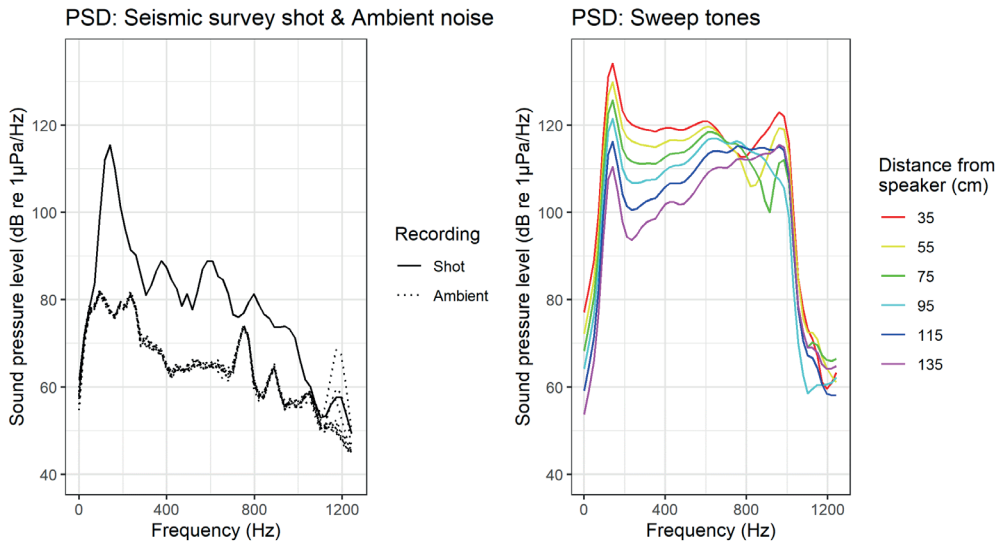 PSD: Seismic survey shot & Ambient noise
Sound pressure level (dB re 1µPa/Hz)
120
100
80
60
40
0
400
800
1200
Frequency (Hz)
Recording
Shot
Ambient
PSD: Sweep tones
Sound pressure level (dB re 1µPa/Hz)
120
100
80
60
40
0
400
800
1200
Frequency (Hz)
Distance from
speaker (cm)
35
55
75
95
115
135